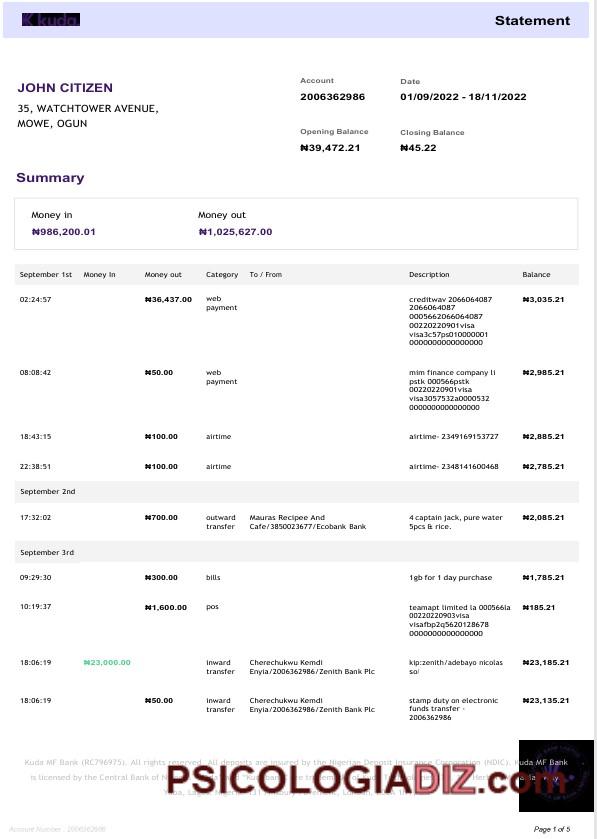 kuda.
Statement
JOHN CITIZEN
35, WATCHTOWER AVENUE,
MOWE, OGUN
Account
2006362986
Date
01/09/2022 - 18/11/2022
Opening Balance
₦39,472.21
Closing Balance
₦45.22
Summary
Money in
₦986,200.01
Money out
₦1,025,627.00
September 1st Money In Money out Category To / From Description Balance
02:24:57 ₦36,437.00 web creditwav 2066064087 ₦3,035.21
payment 2066064087
0005662066064087
00220220901visa
visa3c57ps010000001
0000000000000000
08:08:42 ₦50.00 web mim finance company li ₦2,985.21
payment pstk 000566pstk
00220220901visa
visa3057532a0000532
0000000000000000
18:43:15 ₦100.00 airtime airtime- 2349169153727 ₦2,885.21
22:38:51 ₦100.00 airtime airtime- 2348141600468 ₦2,785.21
September 2nd
17:32:02 ₦700.00 outward Mauras Recipee And 4 captain jack, pure water ₦2,085.21
transfer Cafe/3850023677/Ecobank Bank 5pcs & rice.
September 3rd
09:29:30 ₦300.00 bills 1gb for 1 day purchase ₦1,785.21
10:19:37 ₦1,600.00 pos teamapt limited la 000566la ₦185.21
00220220903visa
visafbp2q5620128678
0000000000000000
18:06:19 ₦23,000.00 inward Cherechukwu Kemdi kip:zenith/adebayo nicolas ₦23,185.21
transfer Enyia/2006362986/Zenith Bank Plc so/
18:06:19 ₦50.00 inward Cherechukwu Kemdi stamp duty on electronic ₦23,135.21
transfer Enyia/2006362986/Zenith Bank Plc funds transfer -
2006362986
Kuda MF Bank (RC796975). All rights reserved. All deposits are insured by the Nigerian Deposit Insurance Corporation (NDIC). Kuda MF Bank
is licensed by the Central Bank of
PSICOLOGIADIZ.com
Yaba, Lagos
Account Number : 2006362986
Page 1 of 5